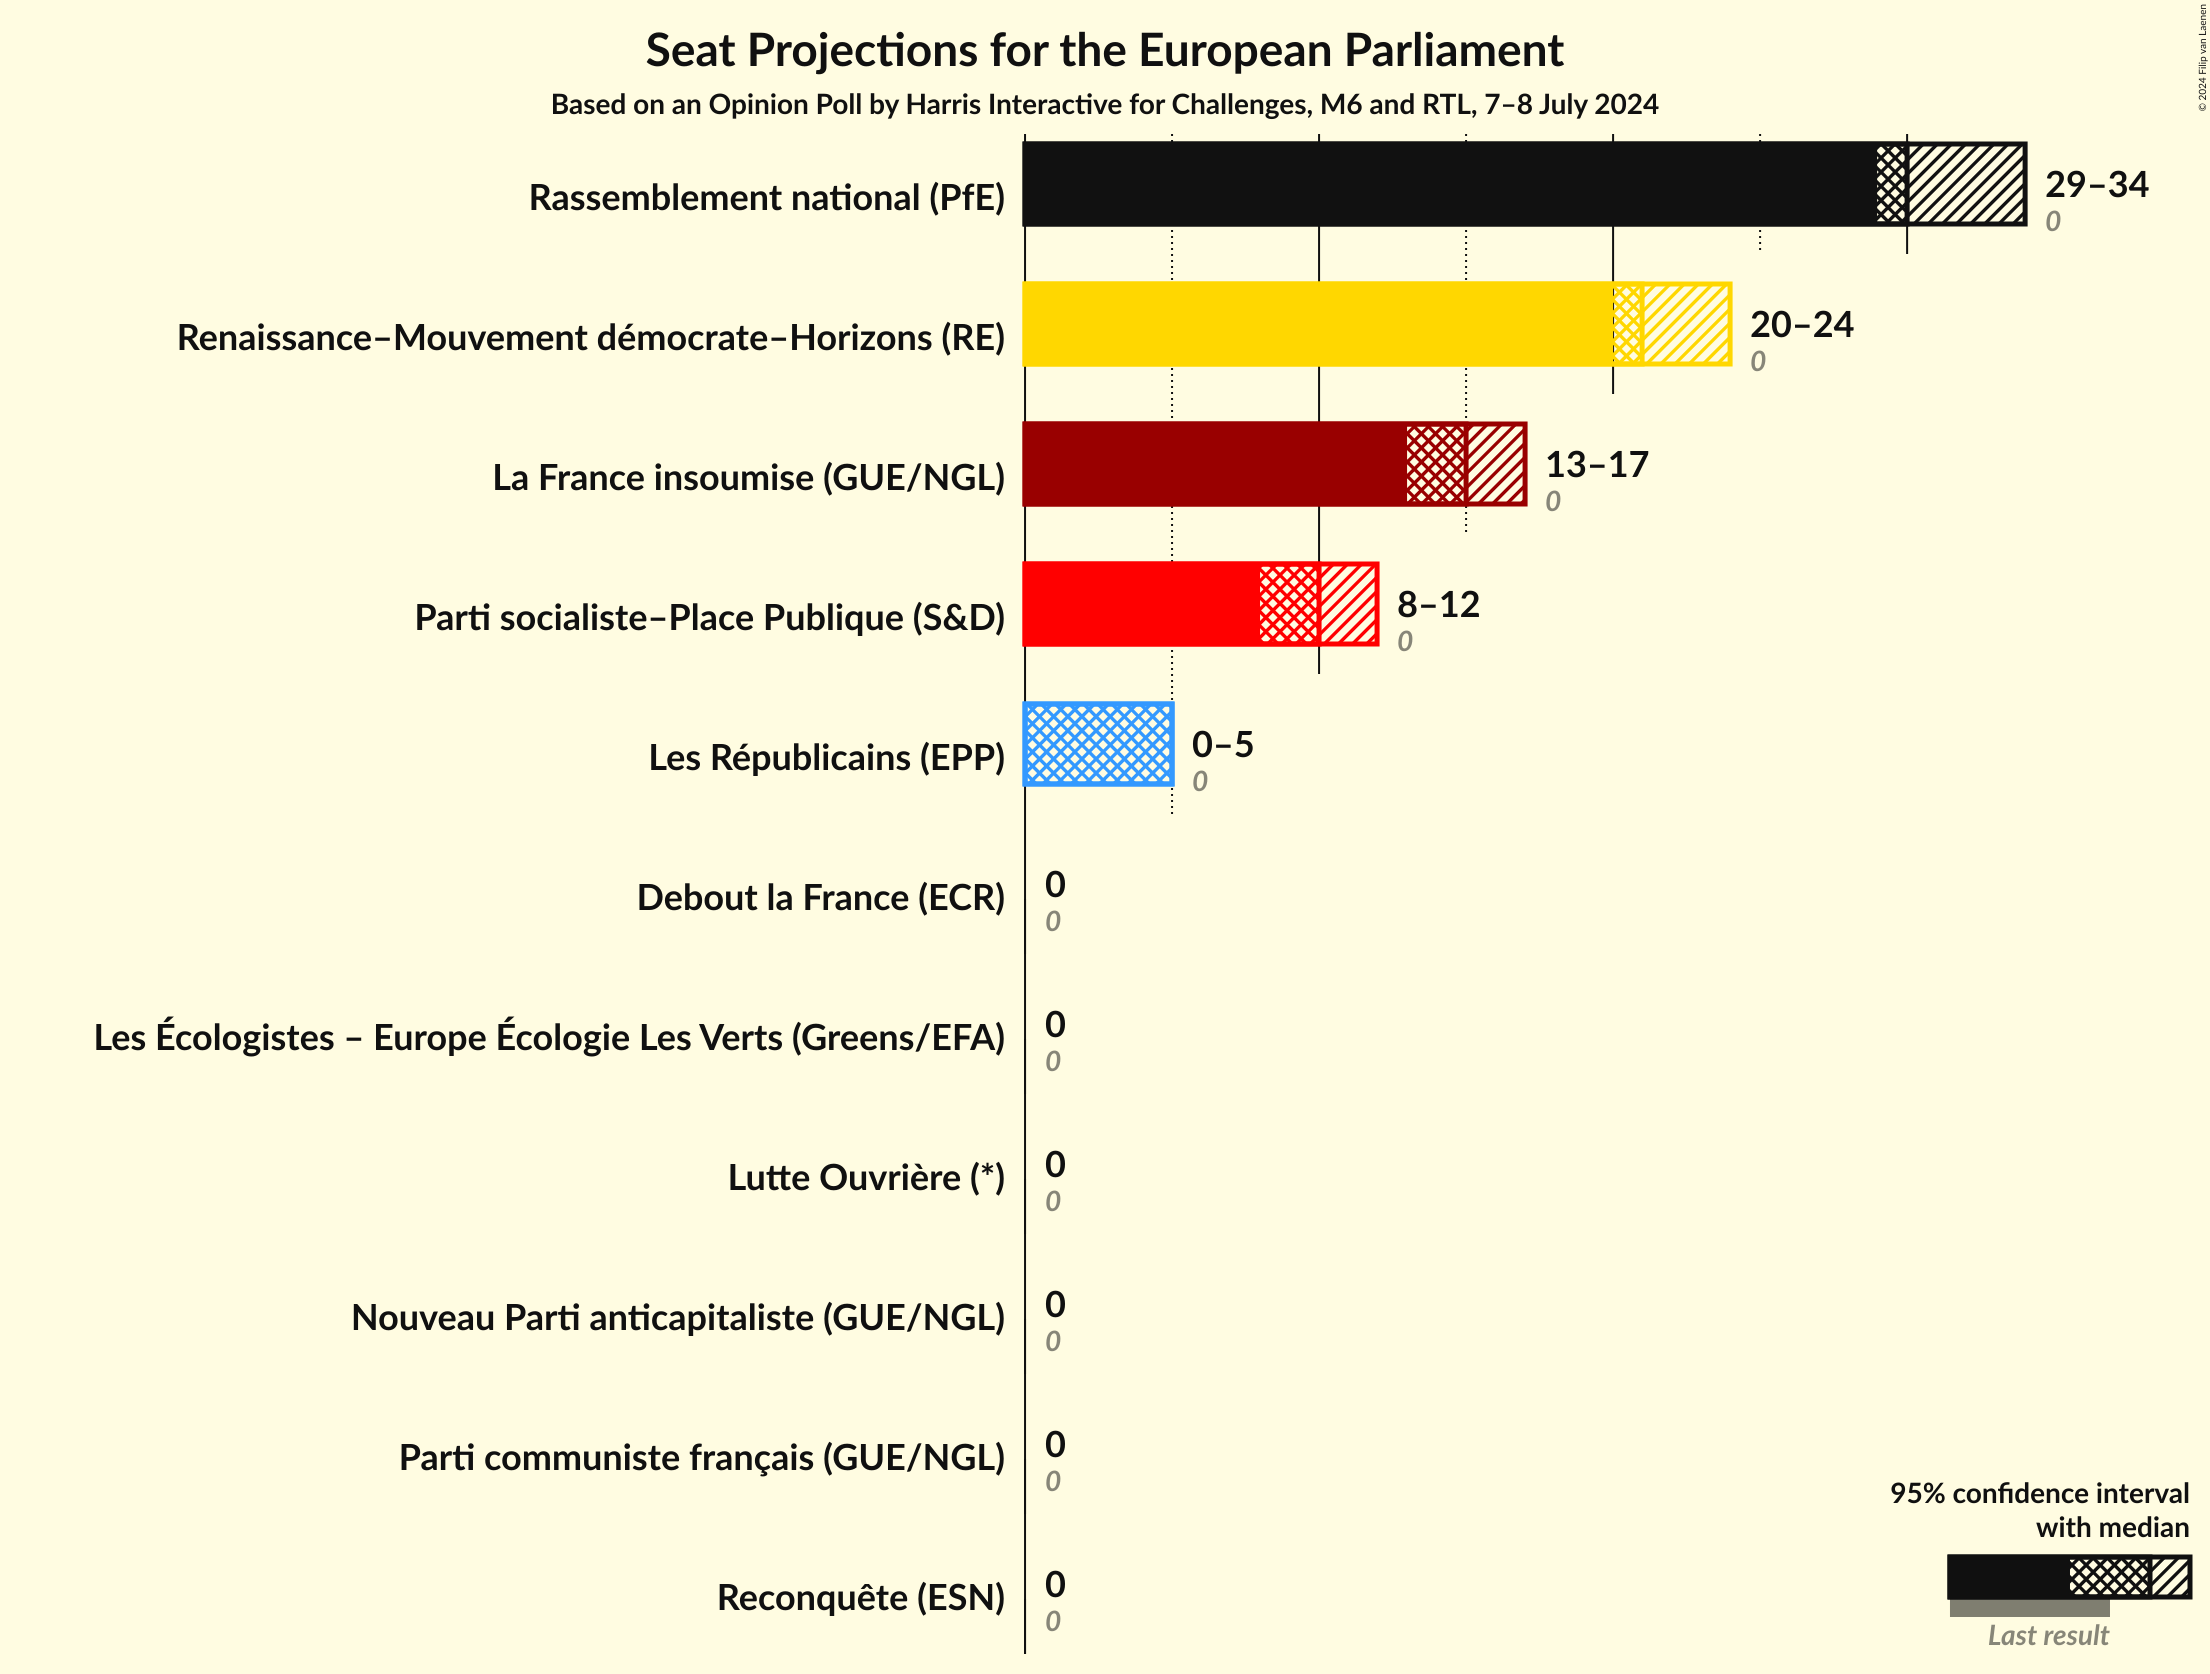 Seat Projections for the European Parliament
Based on an Opinion Poll by Harris Interactive for Challenges, M6 and RTL, 7–8 July 2024
© 2024 Filip van Laenen
Rassemblement national (PfE)
29–34
0
Renaissance–Mouvement démocrate–Horizons (RE)
20–24
0
La France insoumise (GUE/NGL)
13–17
0
Parti socialiste–Place Publique (S&D)
8–12
0
Les Républicains (EPP)
0–5
0
Debout la France (ECR)
0
0
Les Écologistes – Europe Écologie Les Verts (Greens/EFA)
0
0
Lutte Ouvrière (*)
0
0
Nouveau Parti anticapitaliste (GUE/NGL)
0
0
Parti communiste français (GUE/NGL)
0
0
Reconquête (ESN)
0
0
95% confidence interval
with median
Last result